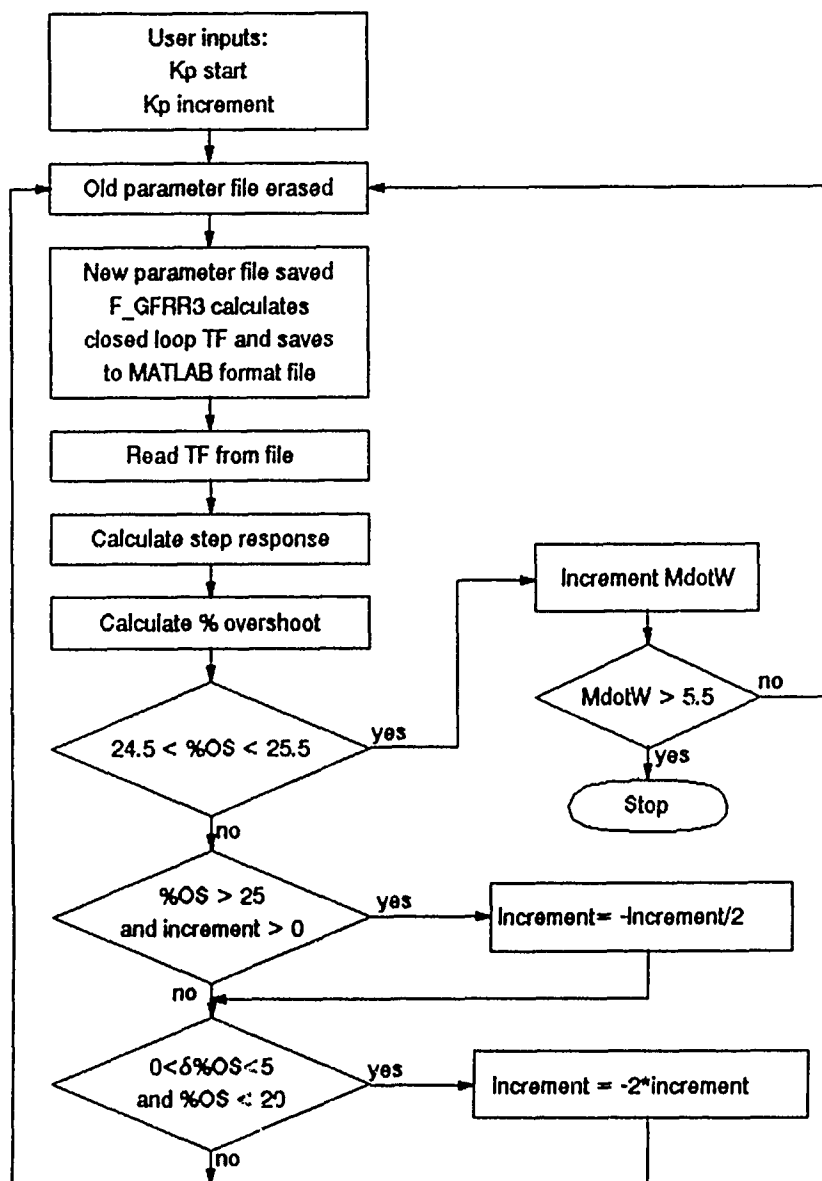 User inputs:
Kp start
Kp increment
Old parameter file erased
New parameter file saved
F_GFRR3 calculates
closed loop TF and saves
to MATLAB format file
Read TF from file
Calculate step response
Calculate % overshoot
24.5 < %OS < 25.5
yes
Increment MdotW
MdotW > 5.5
no
yes
Stop
no
%OS > 25
and increment > 0
yes
Increment= -Increment/2
no
0<δ%OS<5
and %OS < 20
yes
Increment = -2*increment
no